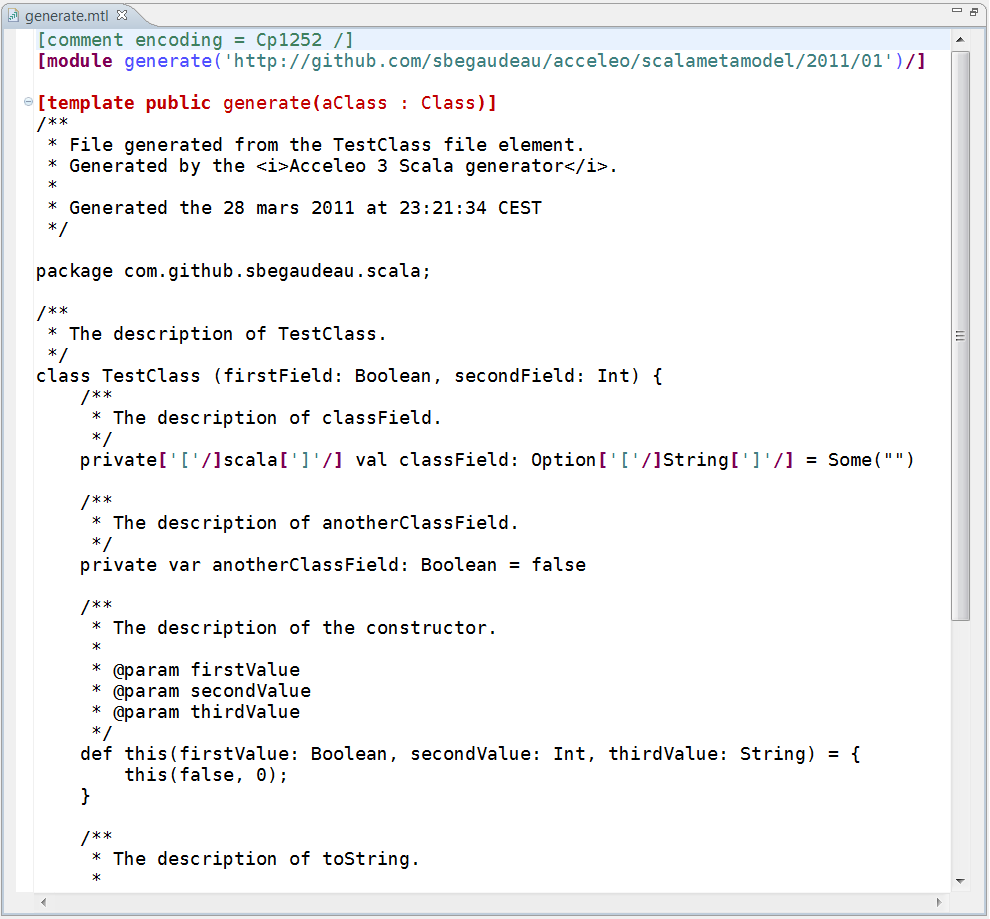 generate.mtl
[comment encoding = Cp1252 /]
[module generate('http://github.com/sbegaudeau/acceleo/scalametamodel/2011/01')/]

[template public generate(aClass : Class)]
/**
 * File generated from the TestClass file element.
 * Generated by the <i>Acceleo 3 Scala generator</i>.
 *
 * Generated the 28 mars 2011 at 23:21:34 CEST
 */

package com.github.sbegaudeau.scala;

/**
 * The description of TestClass.
 */
class TestClass (firstField: Boolean, secondField: Int) {
    /**
     * The description of classField.
     */
    private['['/]scala[']'/] val classField: Option['['/]String[']'/] = Some("")

    /**
     * The description of anotherClassField.
     */
    private var anotherClassField: Boolean = false

    /**
     * The description of the constructor.
     *
     * @param firstValue
     * @param secondValue
     * @param thirdValue
     */
    def this(firstValue: Boolean, secondValue: Int, thirdValue: String) = {
        this(false, 0);
    }

    /**
     * The description of toString.
     *